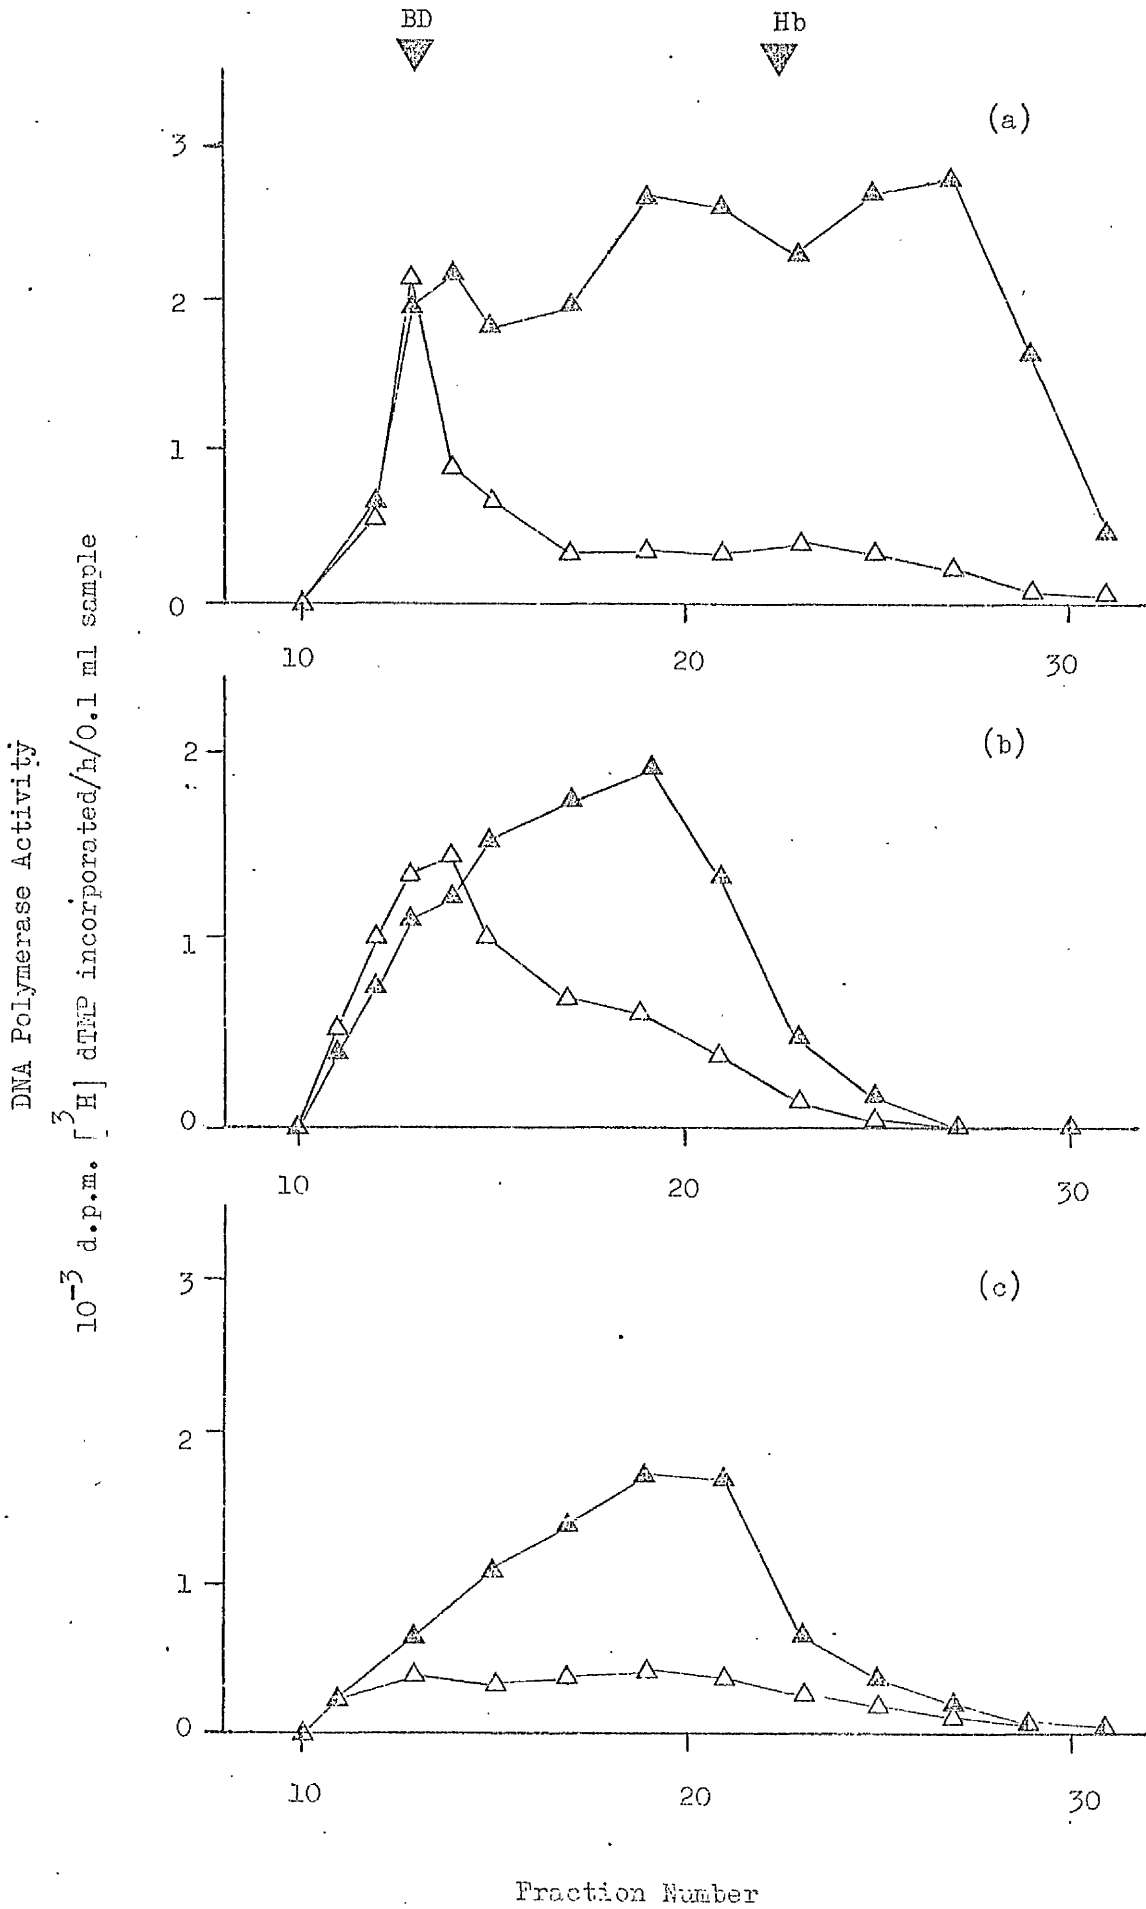 BD
Hb
(a)
3
2
1
0
10
20
30
(b)
2
1
0
10
20
30
(c)
3
2
1
0
10
20
30
DNA Polymerase Activity
10⁻³ d.p.m. [³H] dTMP incorporated/h/0.1 ml sample
Fraction Number